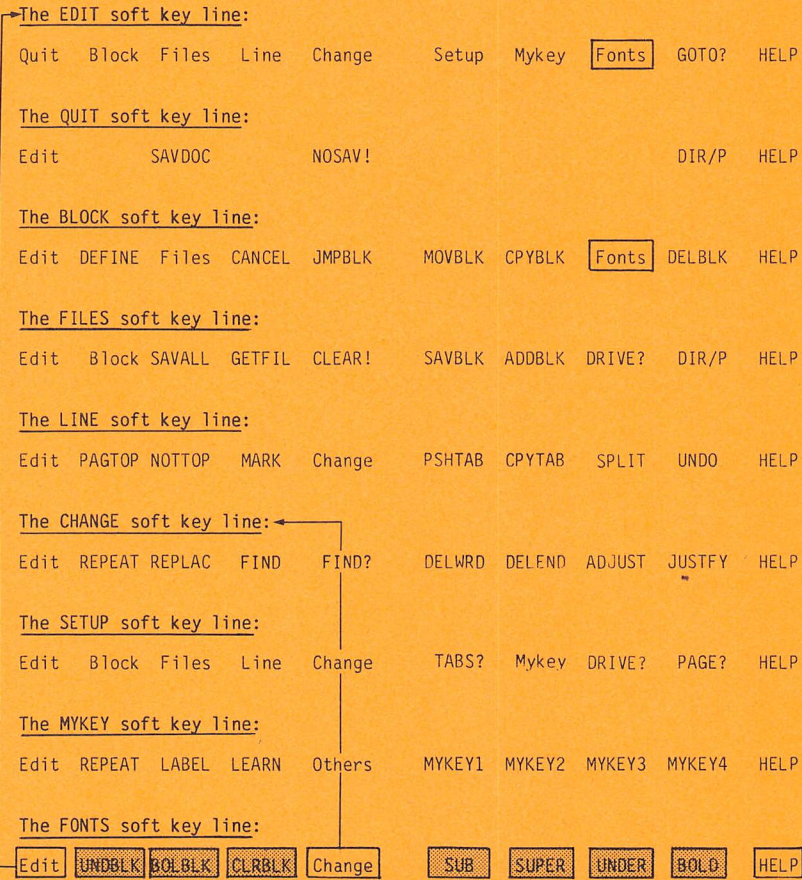 The EDIT soft key line:
Quit Block Files Line Change Setup Mykey Fonts GOTO? HELP
The QUIT soft key line:
Edit SAVDOC NOSAV! DIR/P HELP
The BLOCK soft key line:
Edit DEFINE Files CANCEL JMPBLK MOVBLK CPYBLK Fonts DELBLK HELP
The FILES soft key line:
Edit Block SAVALL GETFIL CLEAR! SAVBLK ADDBLK DRIVE? DIR/P HELP
The LINE soft key line:
Edit PAGTOP NOTTOP MARK Change PSHTAB CPYTAB SPLIT UNDO HELP
The CHANGE soft key line:
Edit REPEAT REPLAC FIND FIND? DELWRD DELEND ADJUST JUSTFY HELP
The SETUP soft key line:
Edit Block Files Line Change TABS? Mykey DRIVE? PAGE? HELP
The MYKEY soft key line:
Edit REPEAT LABEL LEARN Others MYKEY1 MYKEY2 MYKEY3 MYKEY4 HELP
The FONTS soft key line:
Edit UNDBLK BOLBLK CLRBLK Change SUB SUPER UNDER BOLD HELP